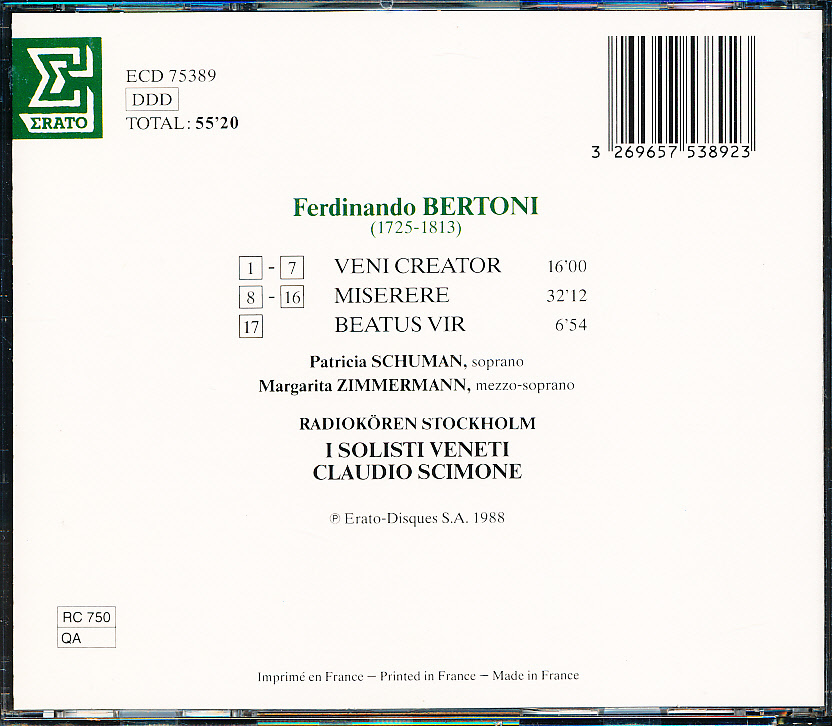 ECD 75389
DDD
TOTAL : 55'20
ΣRATO
3 269657 538923
Ferdinando BERTONI
(1725-1813)
1 - 7 VENI CREATOR 16'00
8 - 16 MISERERE 32'12
17 BEATUS VIR 6'54
Patricia SCHUMAN, soprano
Margarita ZIMMERMANN, mezzo-soprano
RADIOKÖREN STOCKHOLM
I SOLISTI VENETI
CLAUDIO SCIMONE
℗ Erato-Disques S.A. 1988
RC 750
QA
Imprimé en France – Printed in France – Made in France